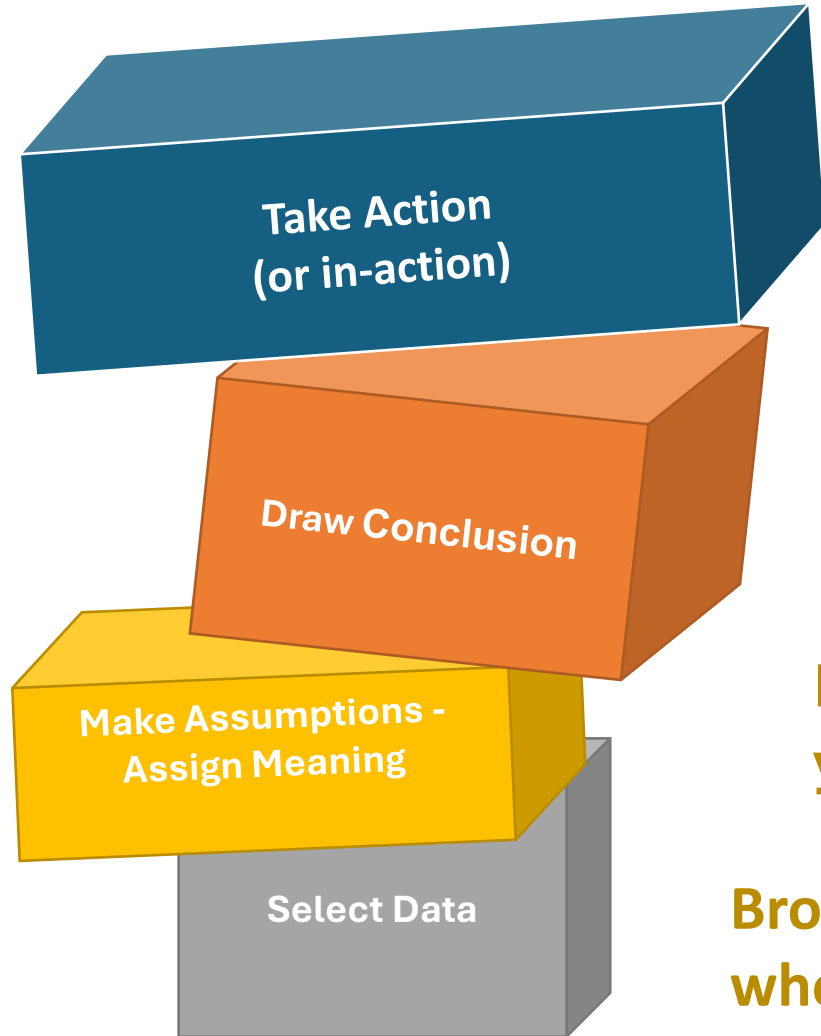 Take Action
(or in-action)
Draw Conclusion
Make Assumptions -
Assign Meaning
Select Data